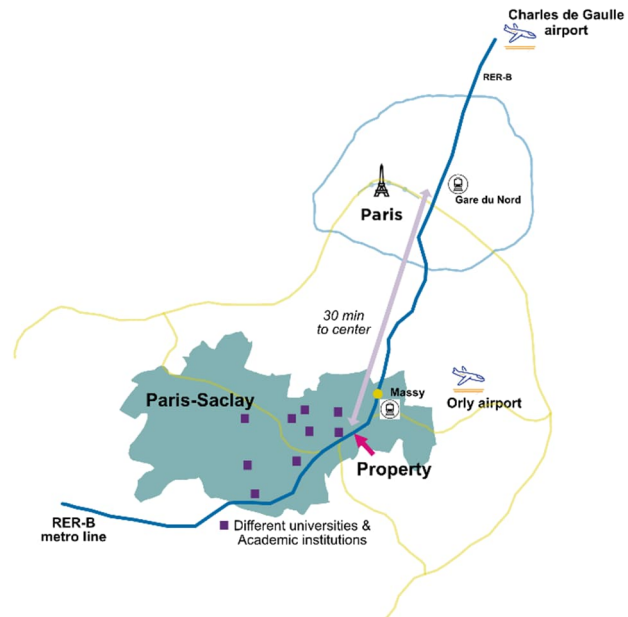 Charles de Gaulle
airport
RER-B
Gare du Nord
Paris
30 min
to center
Massy
Orly airport
Paris-Saclay
Property
RER-B
metro line
Different universities &
Academic institutions